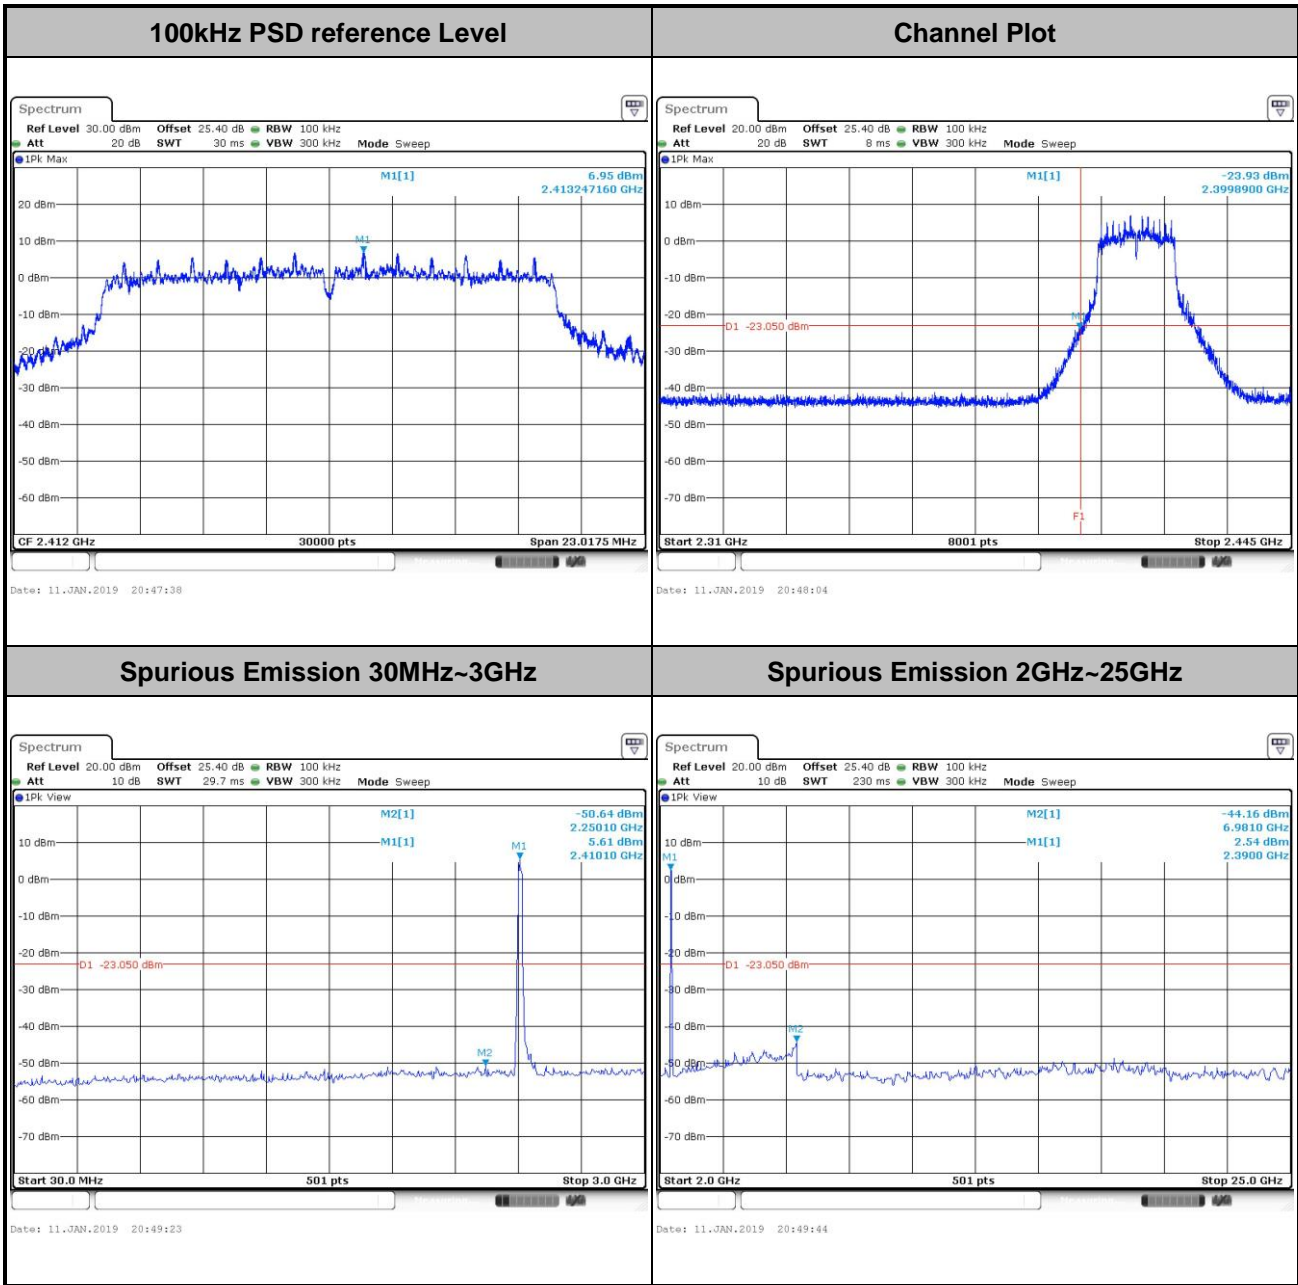 100kHz PSD reference Level
Channel Plot
Spectrum
Ref Level 30.00 dBm Offset 25.40 dB RBW 100 kHz
Att 20 dB SWT 30 ms VBW 300 kHz Mode Sweep
1Pk Max
M1[1] 6.95 dBm
2.413247160 GHz
20 dBm
M1
10 dBm
0 dBm
-10 dBm
-20 dBm
-30 dBm
-40 dBm
-50 dBm
-60 dBm
CF 2.412 GHz 30000 pts Span 23.0175 MHz
Date: 11.JAN.2019 20:47:38
Spectrum
Ref Level 20.00 dBm Offset 25.40 dB RBW 100 kHz
Att 20 dB SWT 8 ms VBW 300 kHz Mode Sweep
1Pk Max
M1[1] -23.93 dBm
2.3998900 GHz
10 dBm
0 dBm
-10 dBm
-20 dBm
D1 -23.050 dBm
-30 dBm
-40 dBm
-50 dBm
-60 dBm
-70 dBm
F1
Start 2.31 GHz 8001 pts Stop 2.445 GHz
Date: 11.JAN.2019 20:48:04
Spurious Emission 30MHz~3GHz
Spurious Emission 2GHz~25GHz
Spectrum
Ref Level 20.00 dBm Offset 25.40 dB RBW 100 kHz
Att 10 dB SWT 29.7 ms VBW 300 kHz Mode Sweep
1Pk View
M2[1] -50.64 dBm
2.25010 GHz
M1[1] 5.61 dBm
2.41010 GHz
10 dBm
M1
0 dBm
-10 dBm
-20 dBm
D1 -23.050 dBm
-30 dBm
-40 dBm
M2
-50 dBm
-60 dBm
-70 dBm
Start 30.0 MHz 501 pts Stop 3.0 GHz
Date: 11.JAN.2019 20:49:23
Spectrum
Ref Level 20.00 dBm Offset 25.40 dB RBW 100 kHz
Att 10 dB SWT 230 ms VBW 300 kHz Mode Sweep
1Pk View
M2[1] -44.16 dBm
6.9810 GHz
M1[1] 2.54 dBm
2.3900 GHz
10 dBm
M1
0 dBm
-10 dBm
-20 dBm
D1 -23.050 dBm
-30 dBm
-40 dBm
M2
-50 dBm
-60 dBm
-70 dBm
Start 2.0 GHz 501 pts Stop 25.0 GHz
Date: 11.JAN.2019 20:49:44